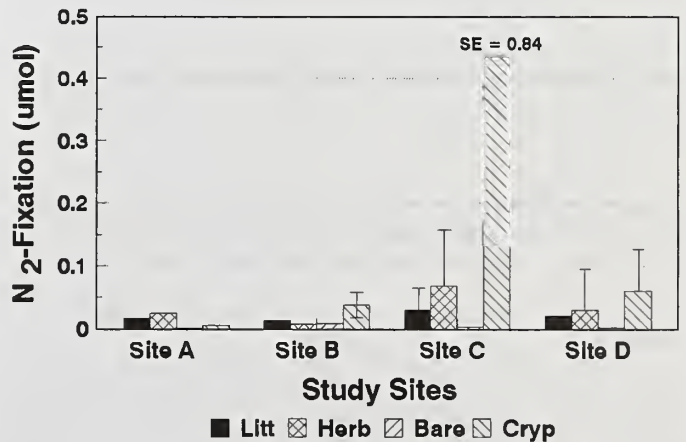 0.5
SE = 0.84
0.4
0.3
0.2
0.1
0
N2-Fixation (umol)
Site A Site B Site C Site D
Study Sites
Litt Herb Bare Cryp